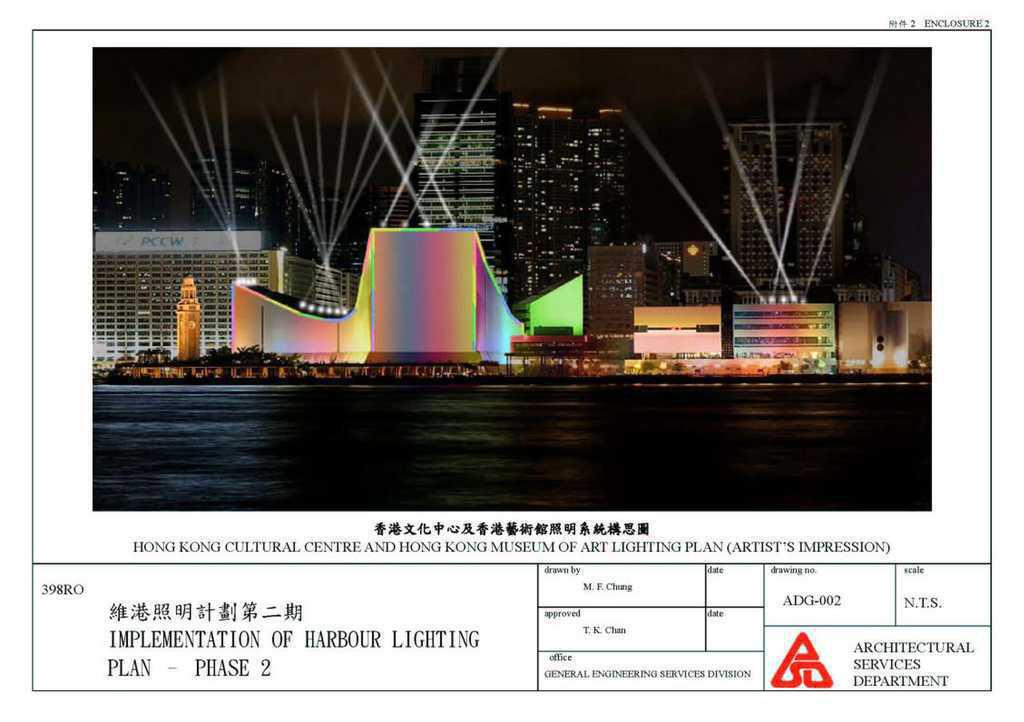 附件 2 ENCLOSURE 2
PCCW
香港文化中心及香港藝術館照明系統構思圖
HONG KONG CULTURAL CENTRE AND HONG KONG MUSEUM OF ART LIGHTING PLAN (ARTIST'S IMPRESSION)
398RO
維港照明計劃第二期
IMPLEMENTATION OF HARBOUR LIGHTING
PLAN - PHASE 2
drawn by
M. F. Chung
date
approved
T. K. Chan
date
office
GENERAL ENGINEERING SERVICES DIVISION
drawing no.
ADG-002
scale
N.T.S.
ARCHITECTURAL
SERVICES
DEPARTMENT